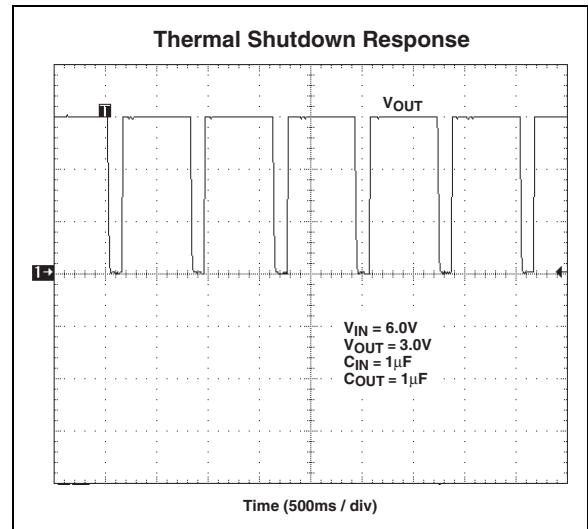 Thermal Shutdown Response
T
VOUT
1→
VIN = 6.0V
VOUT = 3.0V
CIN = 1µF
COUT = 1µF
Time (500ms / div)